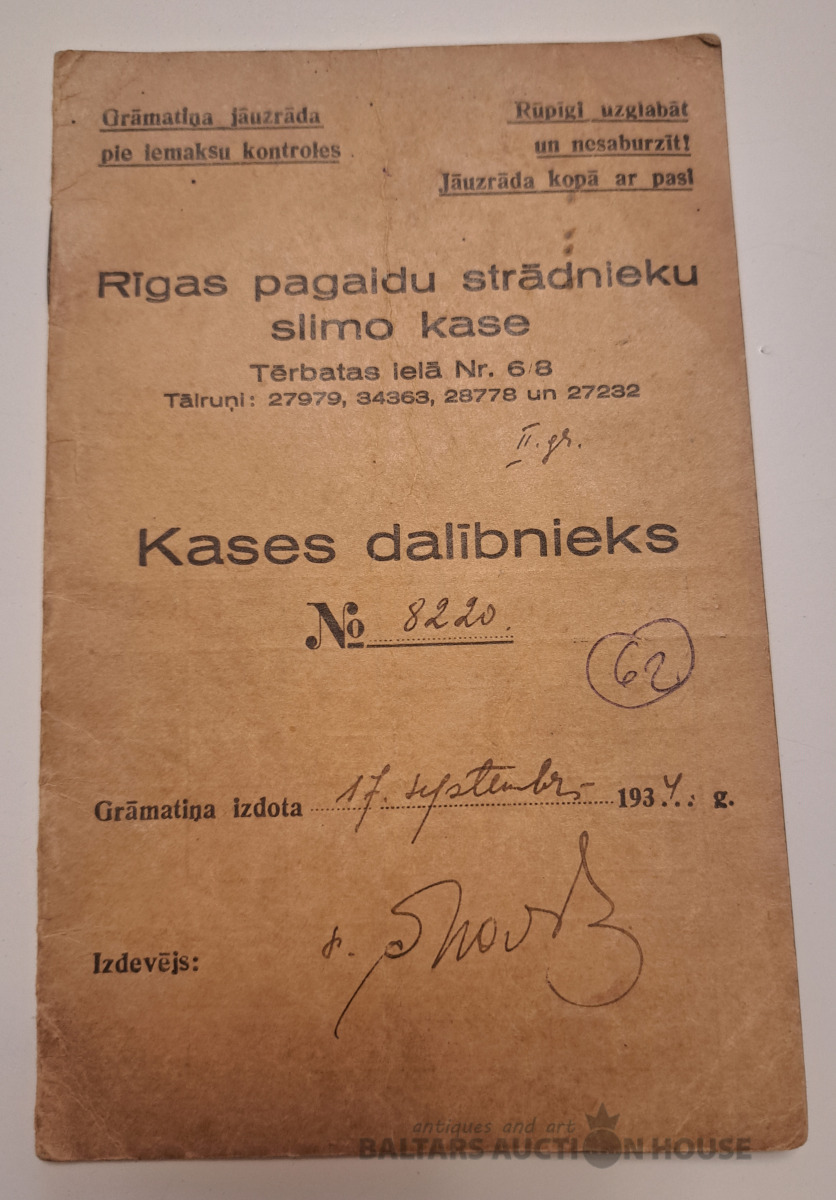 Grāmatiņa jāuzrāda
pie iemaksu kontroles
Rūpīgi uzglabāt
un nesaburzīt!
Jāuzrāda kopā ar pasi
Rīgas pagaidu strādnieku
slimo kase
Tērbatas ielā Nr. 6/8
Tālruņi: 27979, 34363, 28778 un 27232
II. gr.
Kases dalībnieks
№ 8220.
62
Grāmatiņa izdota 17. septembrī 1934. g.
Izdevējs:
antiques and art
BALTARS AUCTION HOUSE